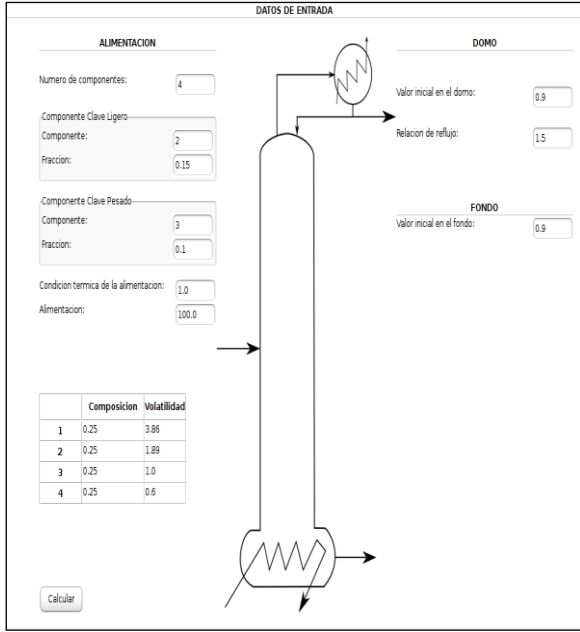 DATOS DE ENTRADA
ALIMENTACION
Numero de componentes: 4
Componente Clave Ligero
Componente: 2
Fraccion: 0.15
Componente Clave Pesado
Componente: 3
Fraccion: 0.1
Condicion termica de la alimentacion: 1.0
Alimentacion: 100.0
Composicion Volatilidad
1 0.25 3.86
2 0.25 1.89
3 0.25 1.0
4 0.25 0.6
Calcular
DOMO
Valor inicial en el domo: 0.9
Relacion de reflujo: 1.5
FONDO
Valor inicial en el fondo: 0.9